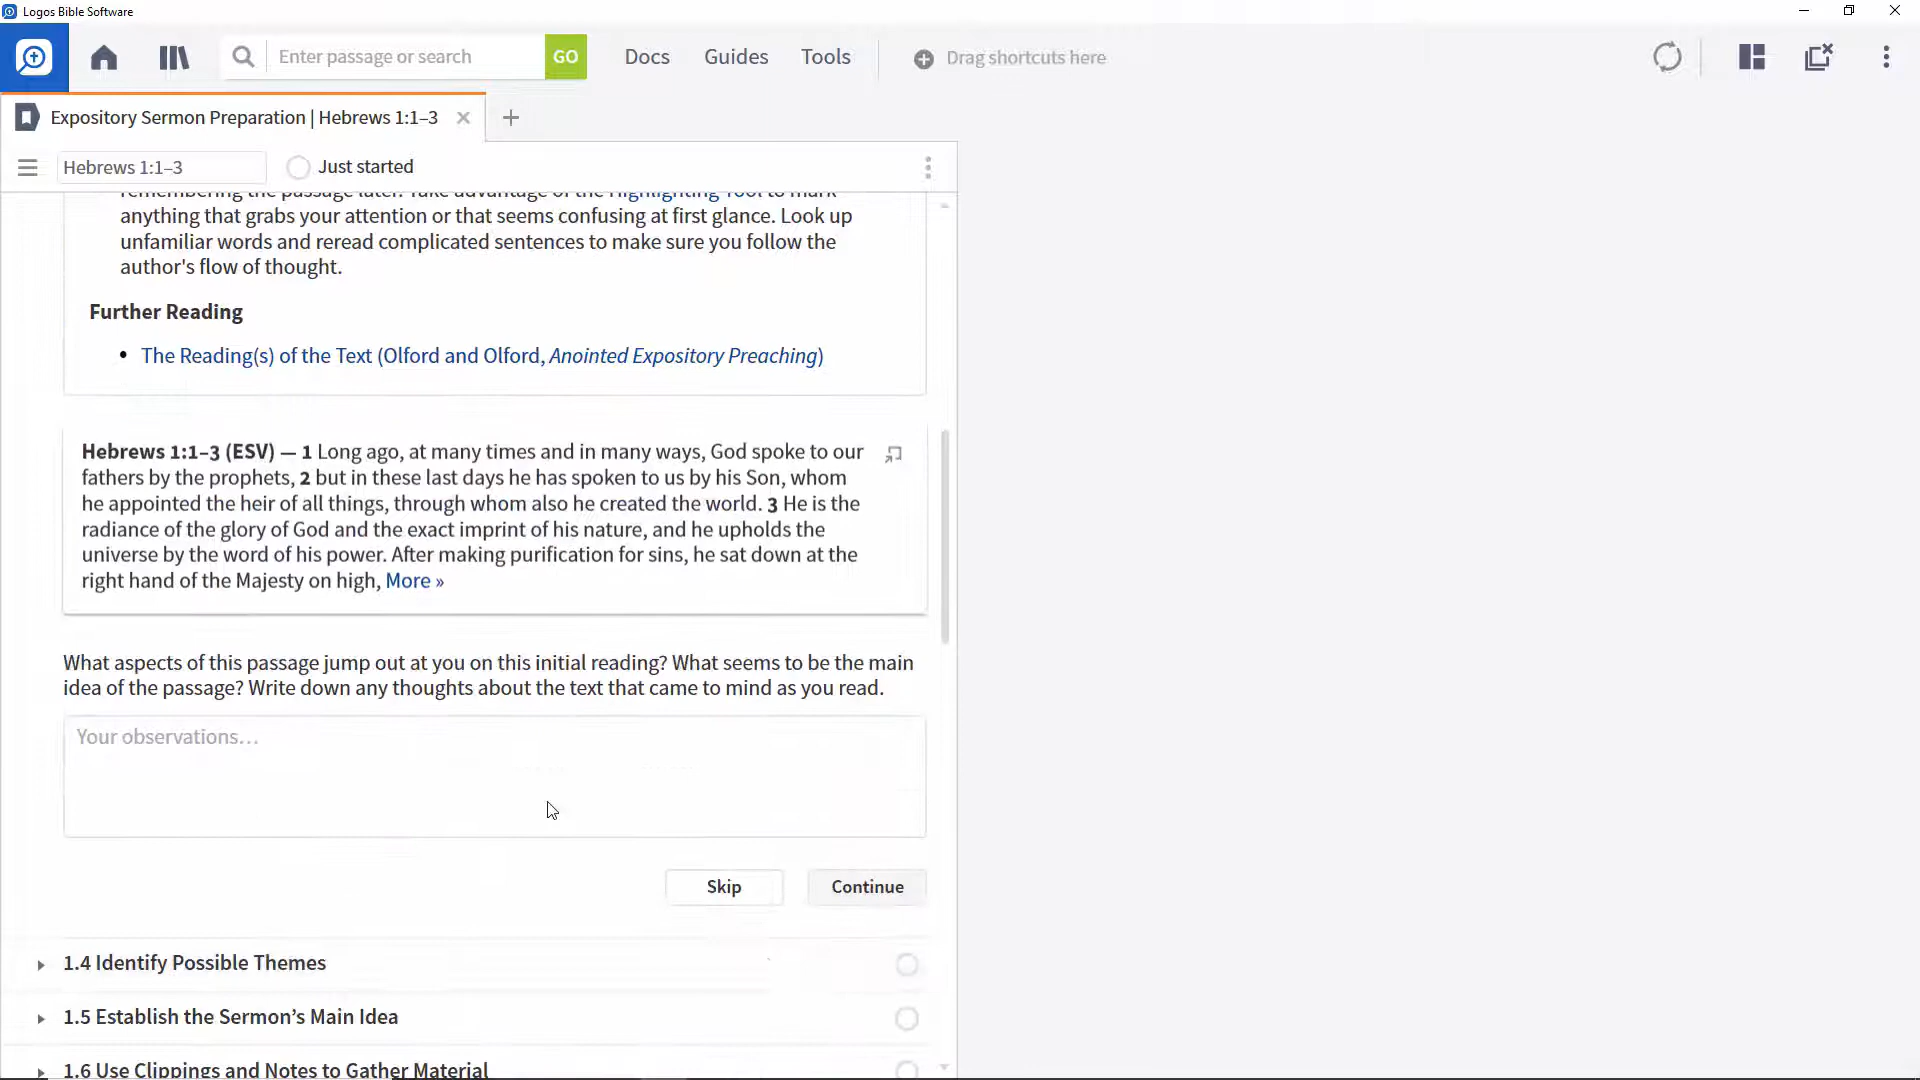 Logos Bible Software
Enter passage or search
GO
Docs
Guides
Tools
Drag shortcuts here
Expository Sermon Preparation | Hebrews 1:1–3
Hebrews 1:1–3
Just started
remembering the passage later. Take advantage of the Highlighting Tool to mark
anything that grabs your attention or that seems confusing at first glance. Look up
unfamiliar words and reread complicated sentences to make sure you follow the
author's flow of thought.
Further Reading
• The Reading(s) of the Text (Olford and Olford, Anointed Expository Preaching)
Hebrews 1:1–3 (ESV) — 1 Long ago, at many times and in many ways, God spoke to our
fathers by the prophets, 2 but in these last days he has spoken to us by his Son, whom
he appointed the heir of all things, through whom also he created the world. 3 He is the
radiance of the glory of God and the exact imprint of his nature, and he upholds the
universe by the word of his power. After making purification for sins, he sat down at the
right hand of the Majesty on high, More »
What aspects of this passage jump out at you on this initial reading? What seems to be the main
idea of the passage? Write down any thoughts about the text that came to mind as you read.
Your observations…
Skip
Continue
1.4 Identify Possible Themes
1.5 Establish the Sermon’s Main Idea
1.6 Use Clippings and Notes to Gather Material